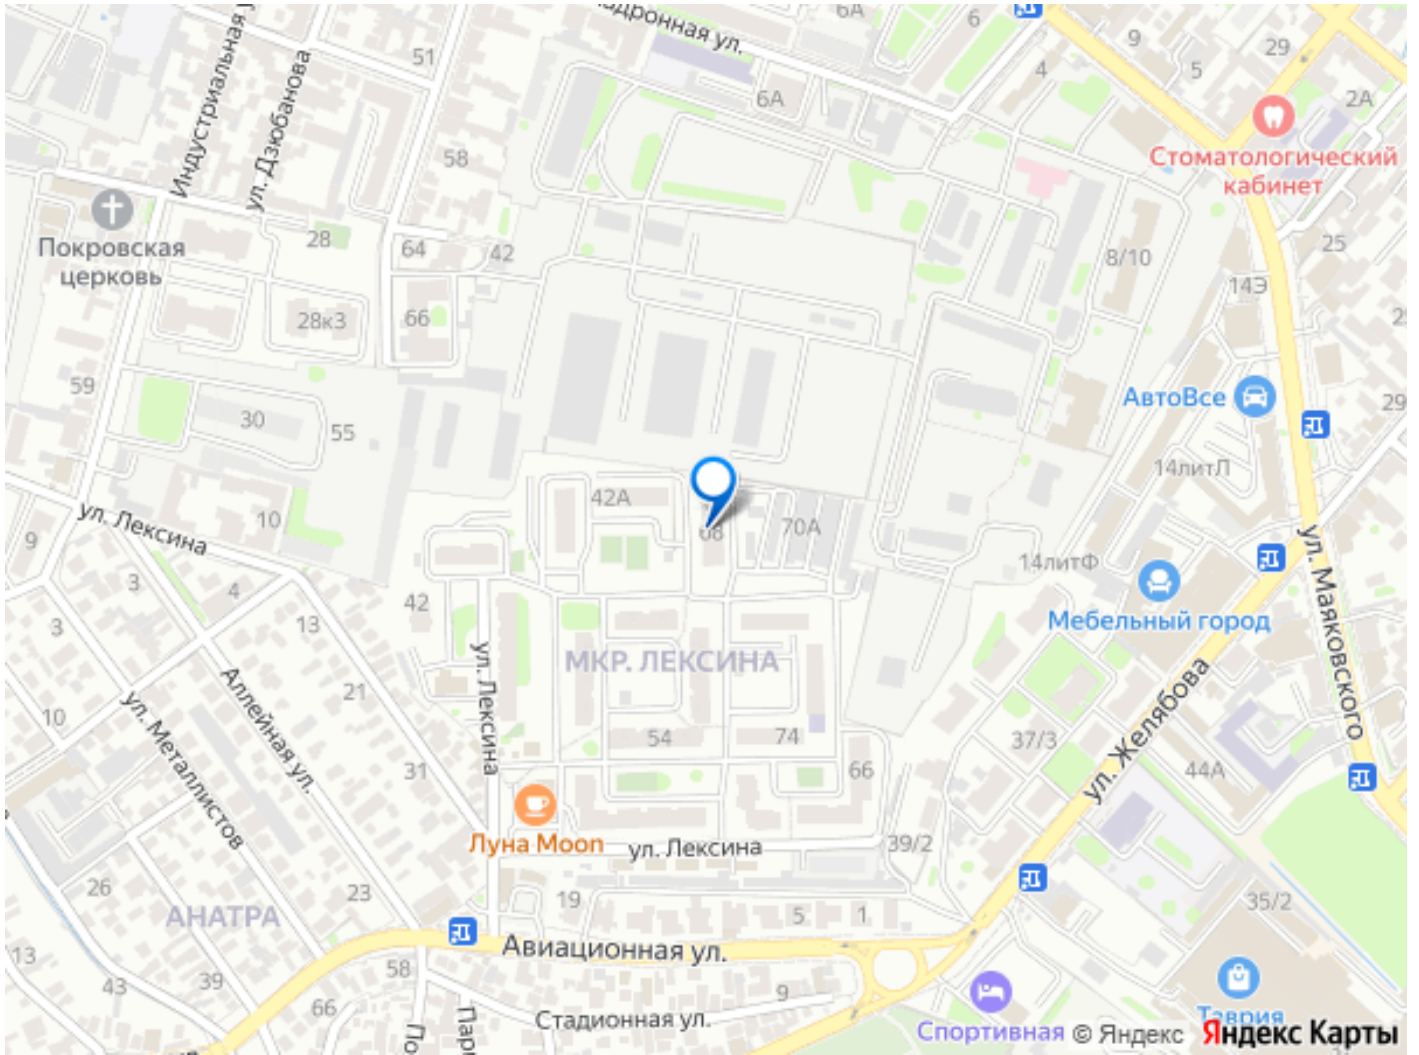 6А
6
9
29
5
4
2А
51
6А
58
Индустриальная
ул. Дзюбанова
Стоматологический
кабинет
Покровская
церковь
28
64
42
8/10
25
14Э
28к3
66
59
30
55
АвтоВсе
29
14литЛ
42А
68
70А
14литФ
ул. Лексина
10
9
3
4
42
3
13
21
10
Мебельный город
ул. Маяковского
МКР. ЛЕКСИНА
ул. Лексина
Аллейная ул.
ул. Металлистов
54
74
66
37/3
ул. Желябова
44А
31
Луна Moon
ул. Лексина
39/2
26
23
19
5
1
35/2
АНАТРА
Авиационная ул.
13
43
39
58
66
9
Стадионная ул.
Спортивная
Таврия
© Яндекс
Яндекс Карты